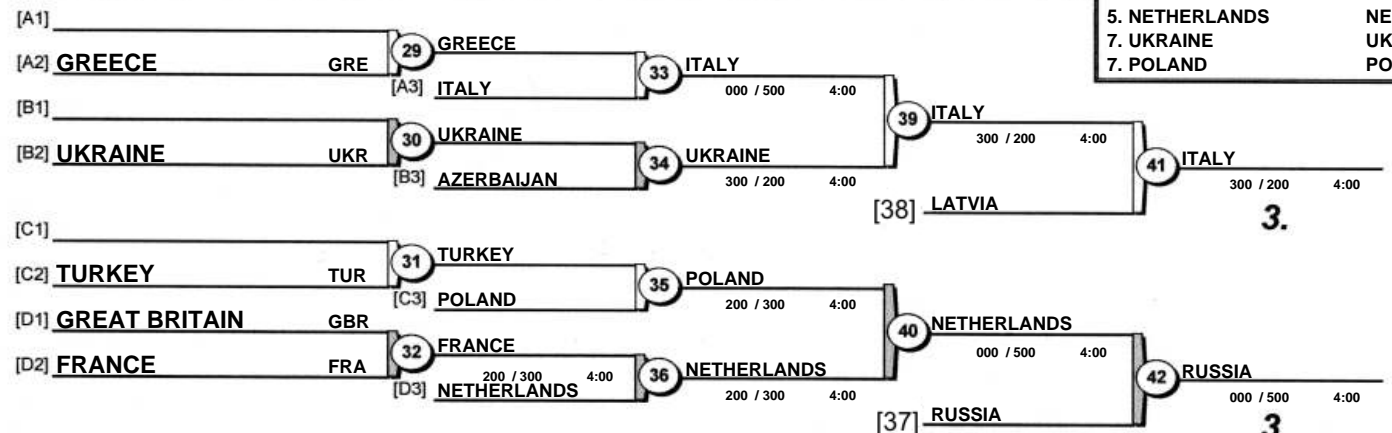 5. NETHERLANDS NE
7. UKRAINE UK
7. POLAND PO
[A1]
[A2] GREECE GRE
29 GREECE
[A3] ITALY
33 ITALY
000 / 500 4:00
[B1]
[B2] UKRAINE UKR
30 UKRAINE
[B3] AZERBAIJAN
34 UKRAINE
300 / 200 4:00
39 ITALY
300 / 200 4:00
[38] LATVIA
41 ITALY
300 / 200 4:00
3.
[C1]
[C2] TURKEY TUR
31 TURKEY
[C3] POLAND
35 POLAND
200 / 300 4:00
[D1] GREAT BRITAIN GBR
[D2] FRANCE FRA
32 FRANCE
200 / 300 4:00
[D3] NETHERLANDS
36 NETHERLANDS
200 / 300 4:00
40 NETHERLANDS
000 / 500 4:00
[37] RUSSIA
42 RUSSIA
000 / 500 4:00
3